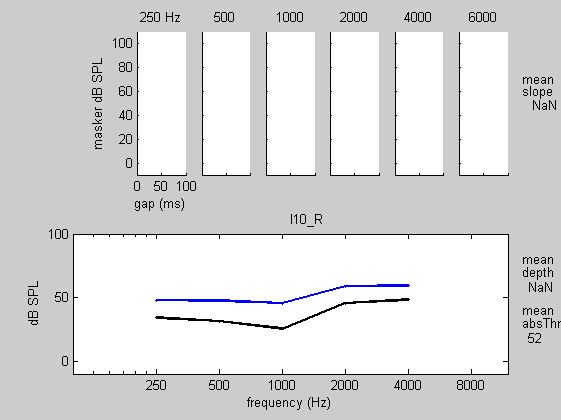 250 Hz 500 1000 2000 4000 6000
100
80
60
40
20
0
masker dB SPL
0 50 100
gap (ms)
mean
slope
NaN
I10_R
100
50
0
dB SPL
250 500 1000 2000 4000 8000
frequency (Hz)
mean
depth
NaN
mean
absThr
52